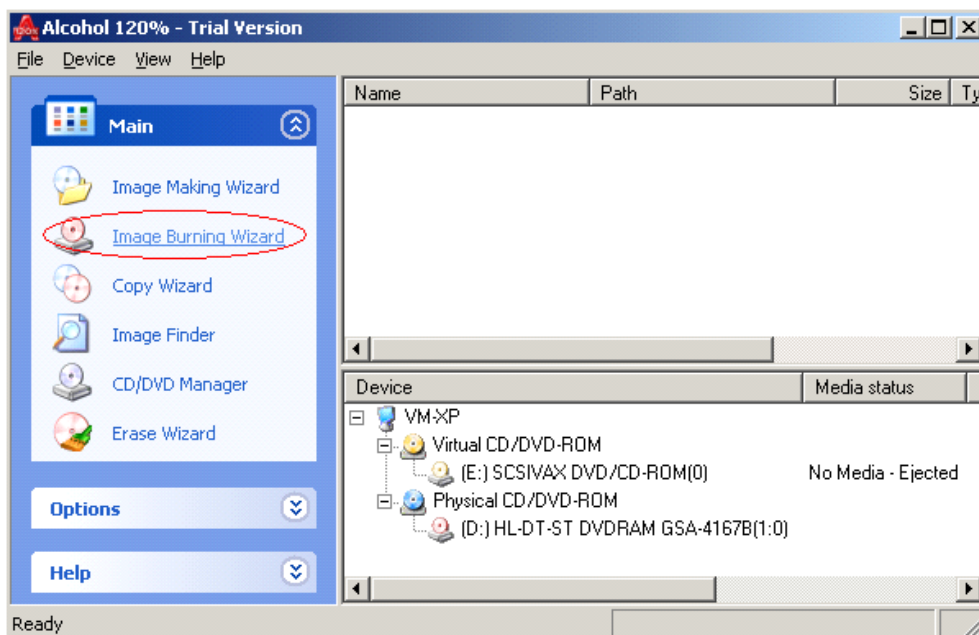 Alcohol 120% - Trial Version
File Device View Help
Main
Image Making Wizard
Image Burning Wizard
Copy Wizard
Image Finder
CD/DVD Manager
Erase Wizard
Options
Help
Name Path Size Ty
Device Media status
VM-XP
Virtual CD/DVD-ROM
(E:) SCSIVAX DVD/CD-ROM(0) No Media - Ejected
Physical CD/DVD-ROM
(D:) HL-DT-ST DVDRAM GSA-4167B(1:0)
Ready